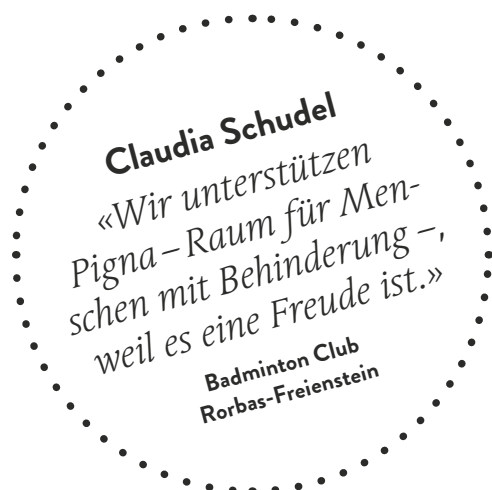 Claudia Schudel
«Wir unterstützen
Pigna – Raum für Men-
schen mit Behinderung –,
weil es eine Freude ist.»
Badminton Club
Rorbas-Freienstein